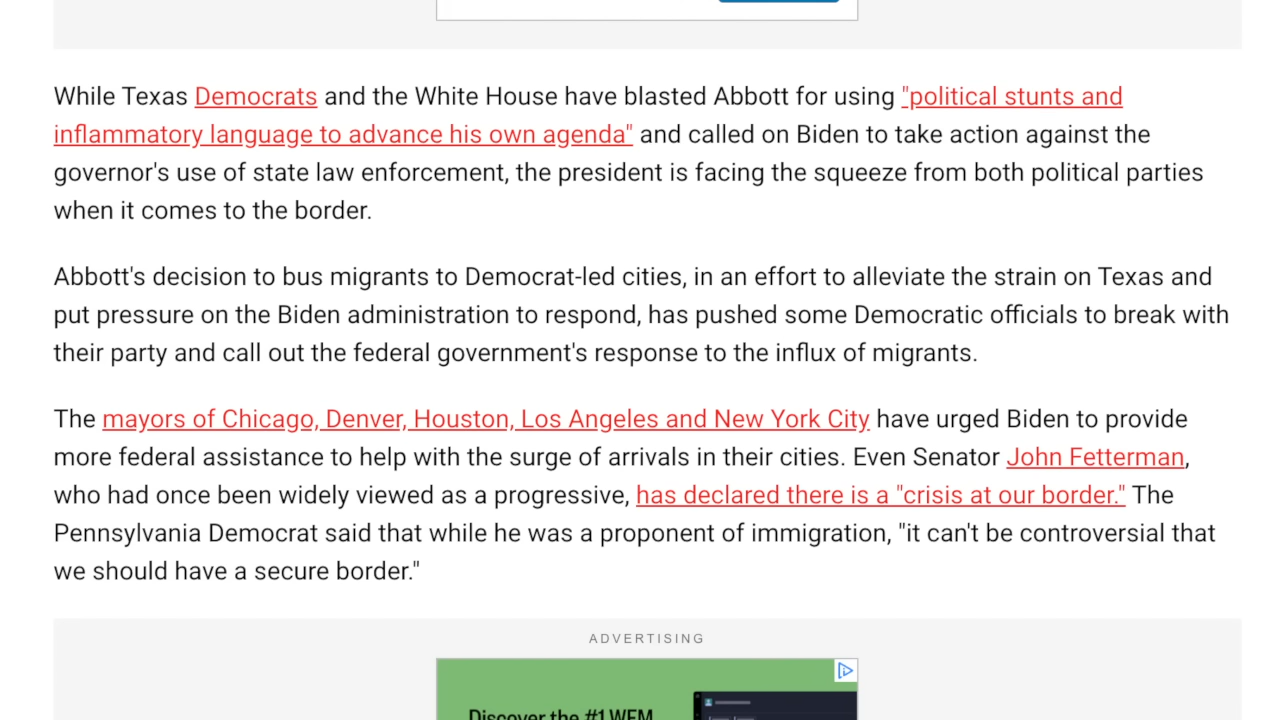 While Texas Democrats and the White House have blasted Abbott for using "political stunts and
inflammatory language to advance his own agenda" and called on Biden to take action against the
governor's use of state law enforcement, the president is facing the squeeze from both political parties
when it comes to the border.
Abbott's decision to bus migrants to Democrat-led cities, in an effort to alleviate the strain on Texas and
put pressure on the Biden administration to respond, has pushed some Democratic officials to break with
their party and call out the federal government's response to the influx of migrants.
The mayors of Chicago, Denver, Houston, Los Angeles and New York City have urged Biden to provide
more federal assistance to help with the surge of arrivals in their cities. Even Senator John Fetterman,
who had once been widely viewed as a progressive, has declared there is a "crisis at our border." The
Pennsylvania Democrat said that while he was a proponent of immigration, "it can't be controversial that
we should have a secure border."
ADVERTISING
Discover the #1 WFM